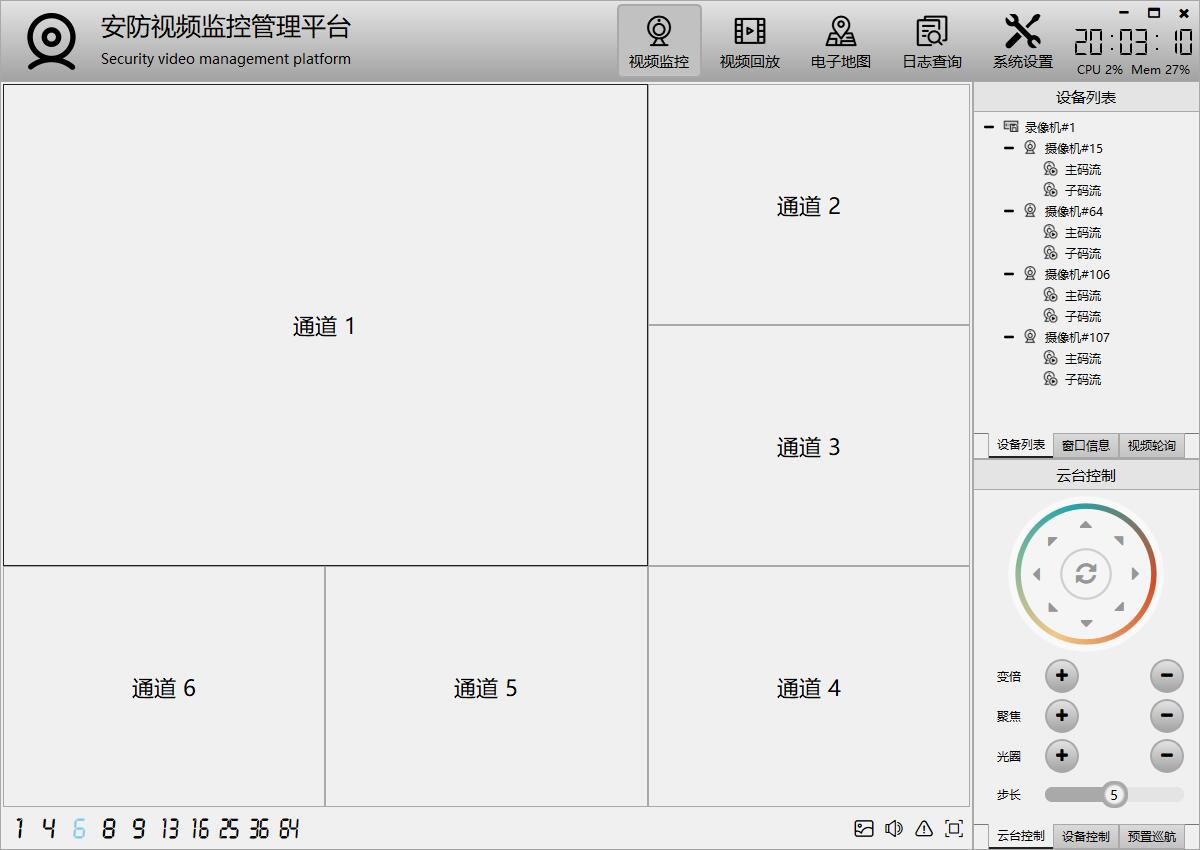 安防视频监控管理平台
Security video management platform
视频监控
视频回放
电子地图
日志查询
系统设置
20:03:10
CPU 2% Mem 27%
通道 1
通道 2
通道 3
通道 6
通道 5
通道 4
1 4 6 8 9 13 16 25 36 64
设备列表
录像机#1
摄像机#15
主码流
子码流
摄像机#64
主码流
子码流
摄像机#106
主码流
子码流
摄像机#107
主码流
子码流
设备列表 窗口信息 视频轮询
云台控制
变倍
聚焦
光圈
步长 5
云台控制 设备控制 预置巡航